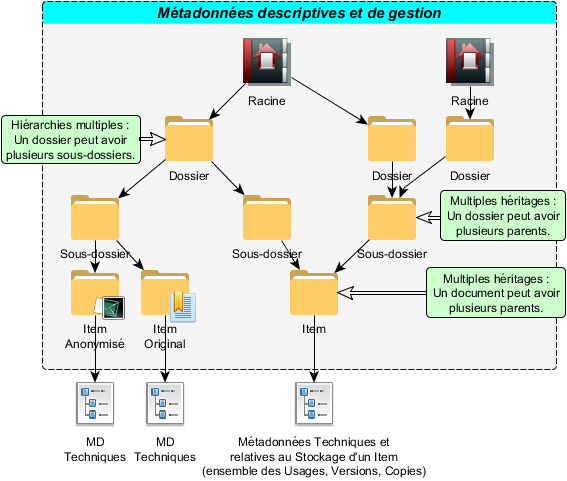 Métadonnées descriptives et de gestion
Racine
Racine
Hiérarchies multiples :
Un dossier peut avoir
plusieurs sous-dossiers.
Dossier
Dossier
Dossier
Multiples héritages :
Un dossier peut avoir
plusieurs parents.
Sous-dossier
Sous-dossier
Sous-dossier
Multiples héritages :
Un document peut avoir
plusieurs parents.
Item
Anonymisé
Item
Original
Item
MD
Techniques
MD
Techniques
Métadonnées Techniques et
relatives au Stockage d'un Item
(ensemble des Usages, Versions, Copies)